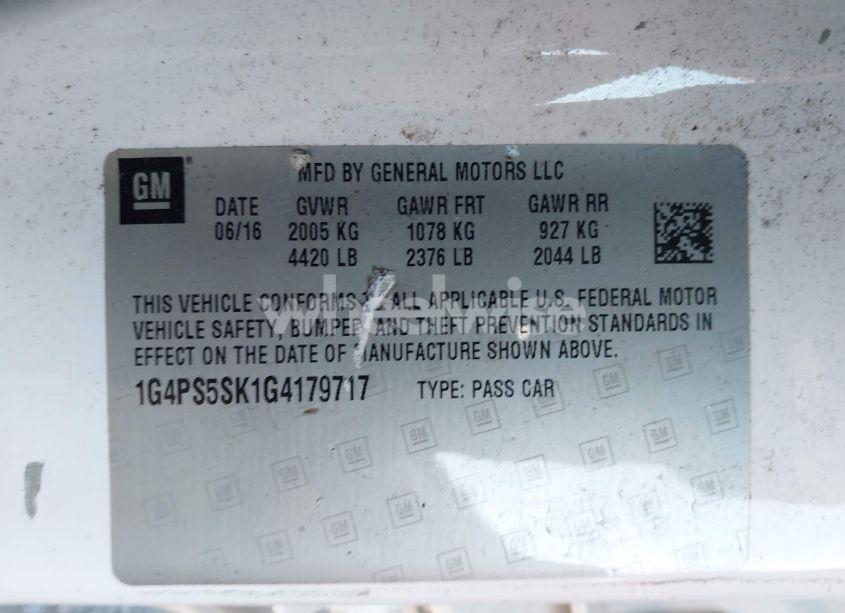 GM
MFD BY GENERAL MOTORS LLC
DATE GVWR GAWR FRT GAWR RR
06/16 2005 KG 1078 KG 927 KG
4420 LB 2376 LB 2044 LB
THIS VEHICLE CONFORMS ALL APPLICABLE U.S. FEDERAL MOTOR
VEHICLE SAFETY, BUMPER, AND THEFT PREVENTION STANDARDS IN
EFFECT ON THE DATE OF MANUFACTURE SHOWN ABOVE.
1G4PS5SK1G4179717 TYPE: PASS CAR